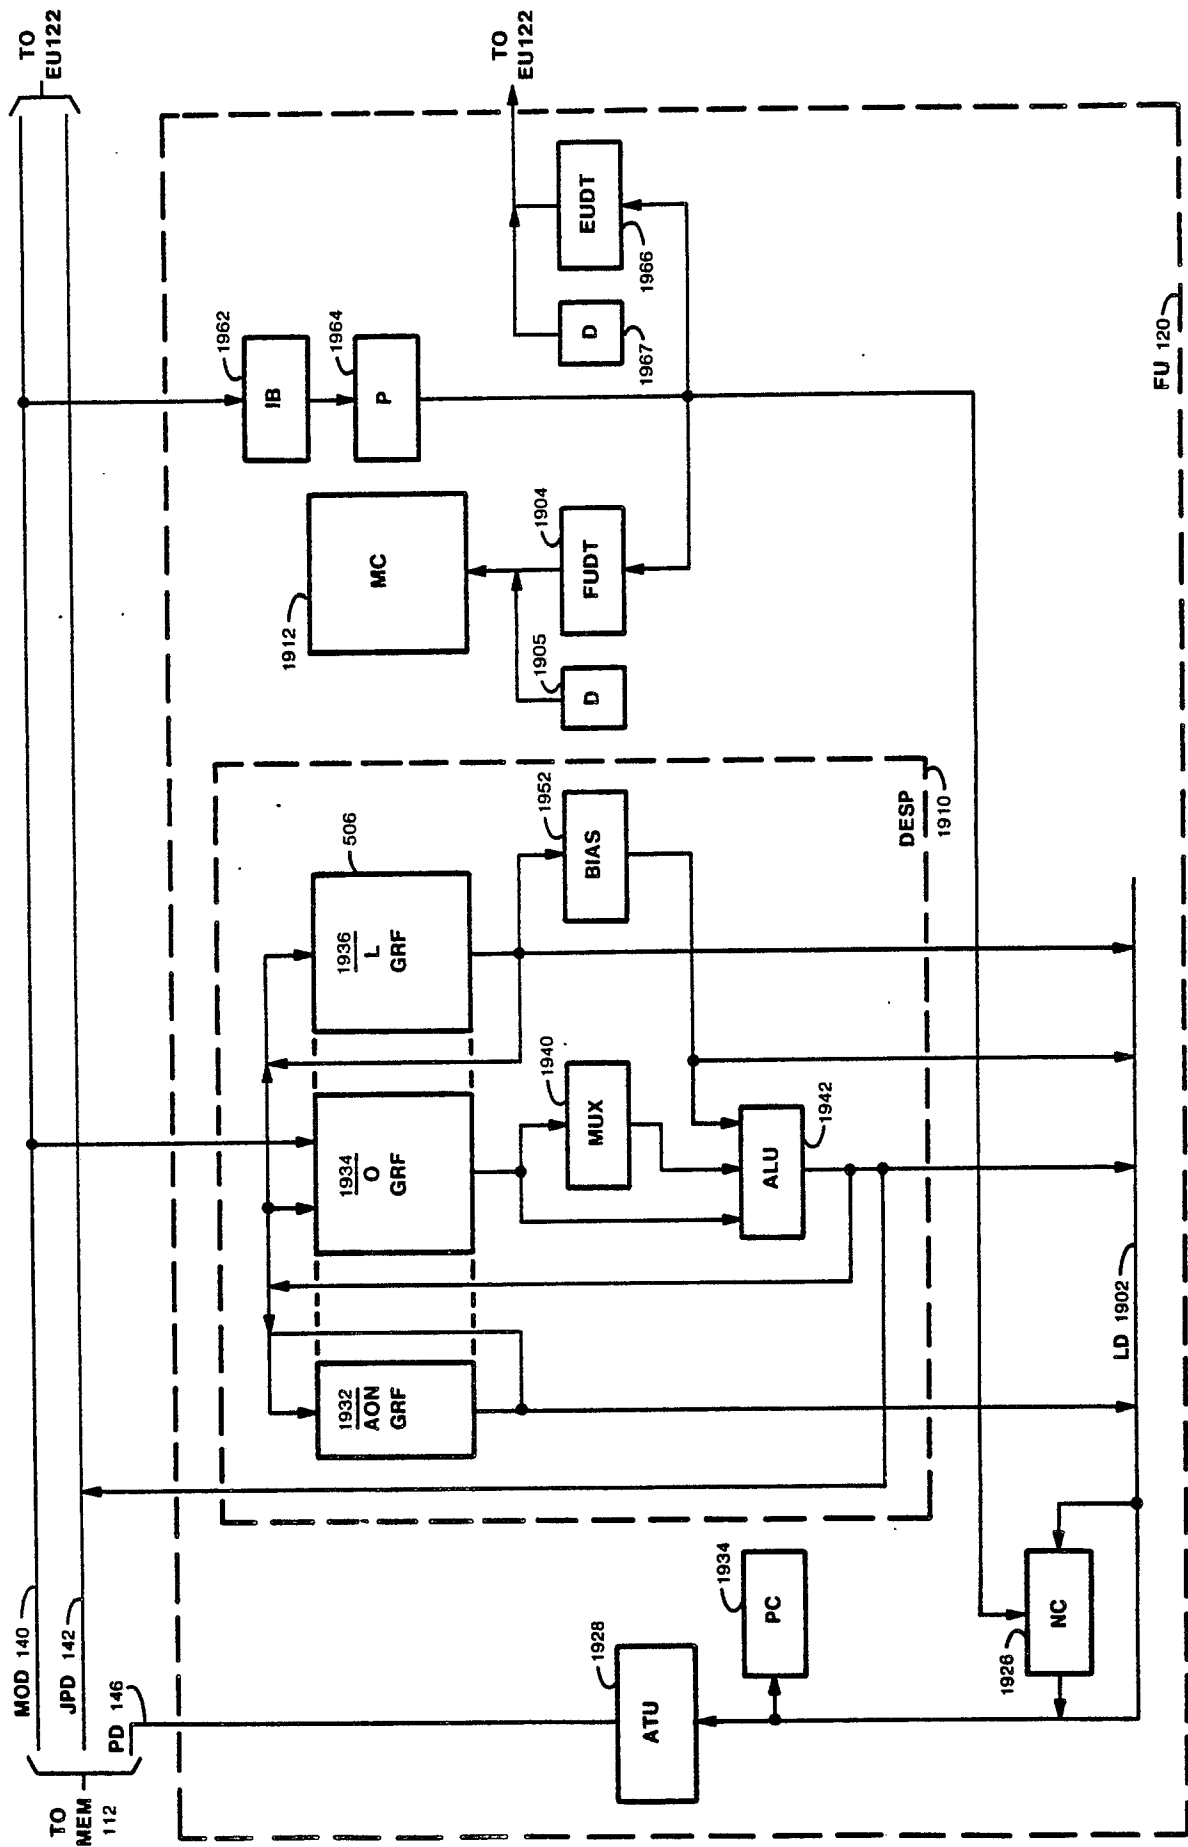 TO
MEM
112
MOD 140
JPD 142
PD 146
TO
EU122
1962
IB
1964
P
TO
EU122
EUDT
1966
D
1967
1912
MC
1904
FUDT
1905
D
506
1932
AON
GRF
1934
O
GRF
1936
L
GRF
1952
BIAS
1940
MUX
1942
ALU
DESP
1910
1928
ATU
1934
PC
1926
NC
LD 1902
FU 120